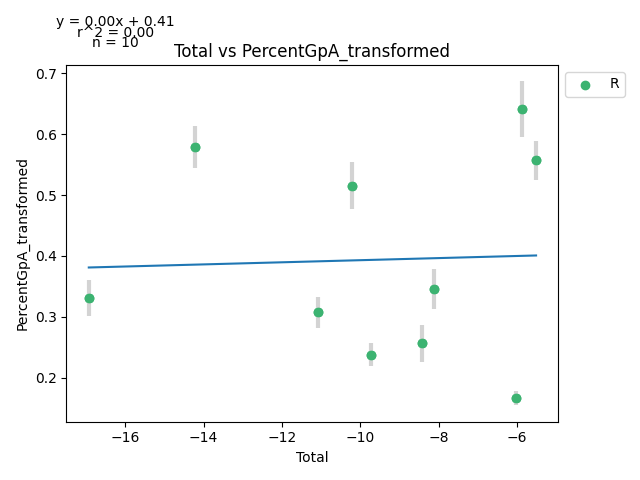 y = 0.00x + 0.41
r^2 = 0.00
n = 10
Total vs PercentGpA_transformed
R
PercentGpA_transformed
0.7
0.6
0.5
0.4
0.3
0.2
−16 −14 −12 −10 −8 −6
Total